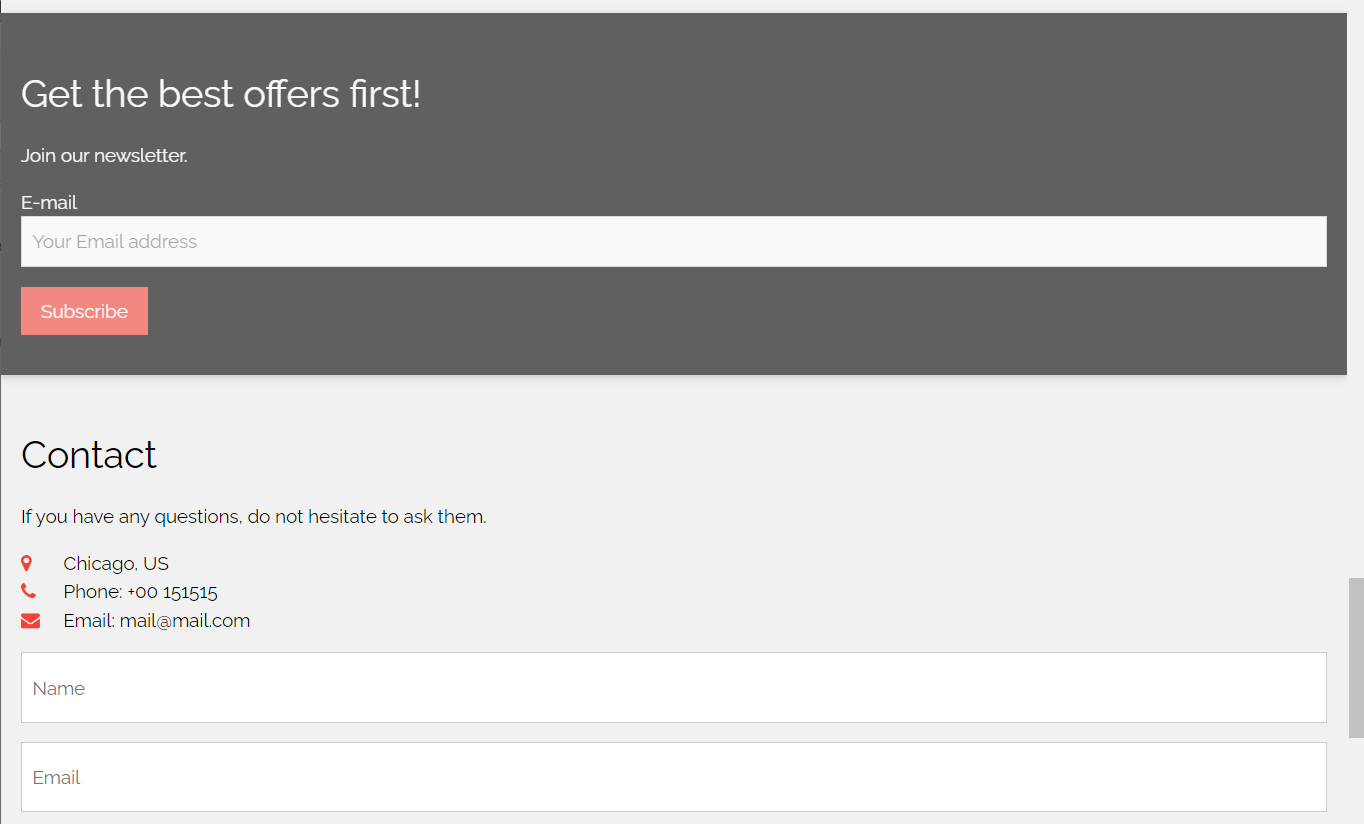 Get the best offers first!
Join our newsletter.
E-mail
Your Email address
Subscribe
Contact
If you have any questions, do not hesitate to ask them.
Chicago, US
Phone: +00 151515
Email: mail@mail.com
Name
Email